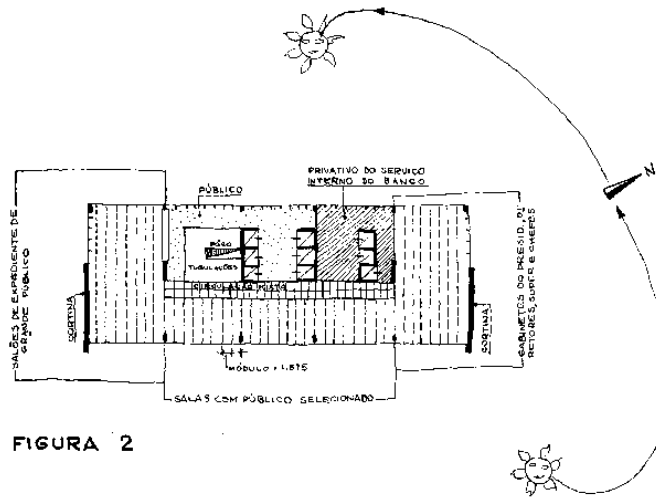 N
PRIVATIVO DO SERVIÇO
INTERNO DO BANCO
PÚBLICO
POÇO
TUBULAÇÕES
CIRCULAÇÃO MIXTA
SALÕES DE EXPEDIENTE DE
GRANDE PÚBLICO
CORTINA
CORTINA
GABINETES DO PRESID., DI
RETORES, SUPER. E CHEFES
MÓDULO = 1.875
SALAS COM PÚBLICO SELECIONADO
FIGURA 2